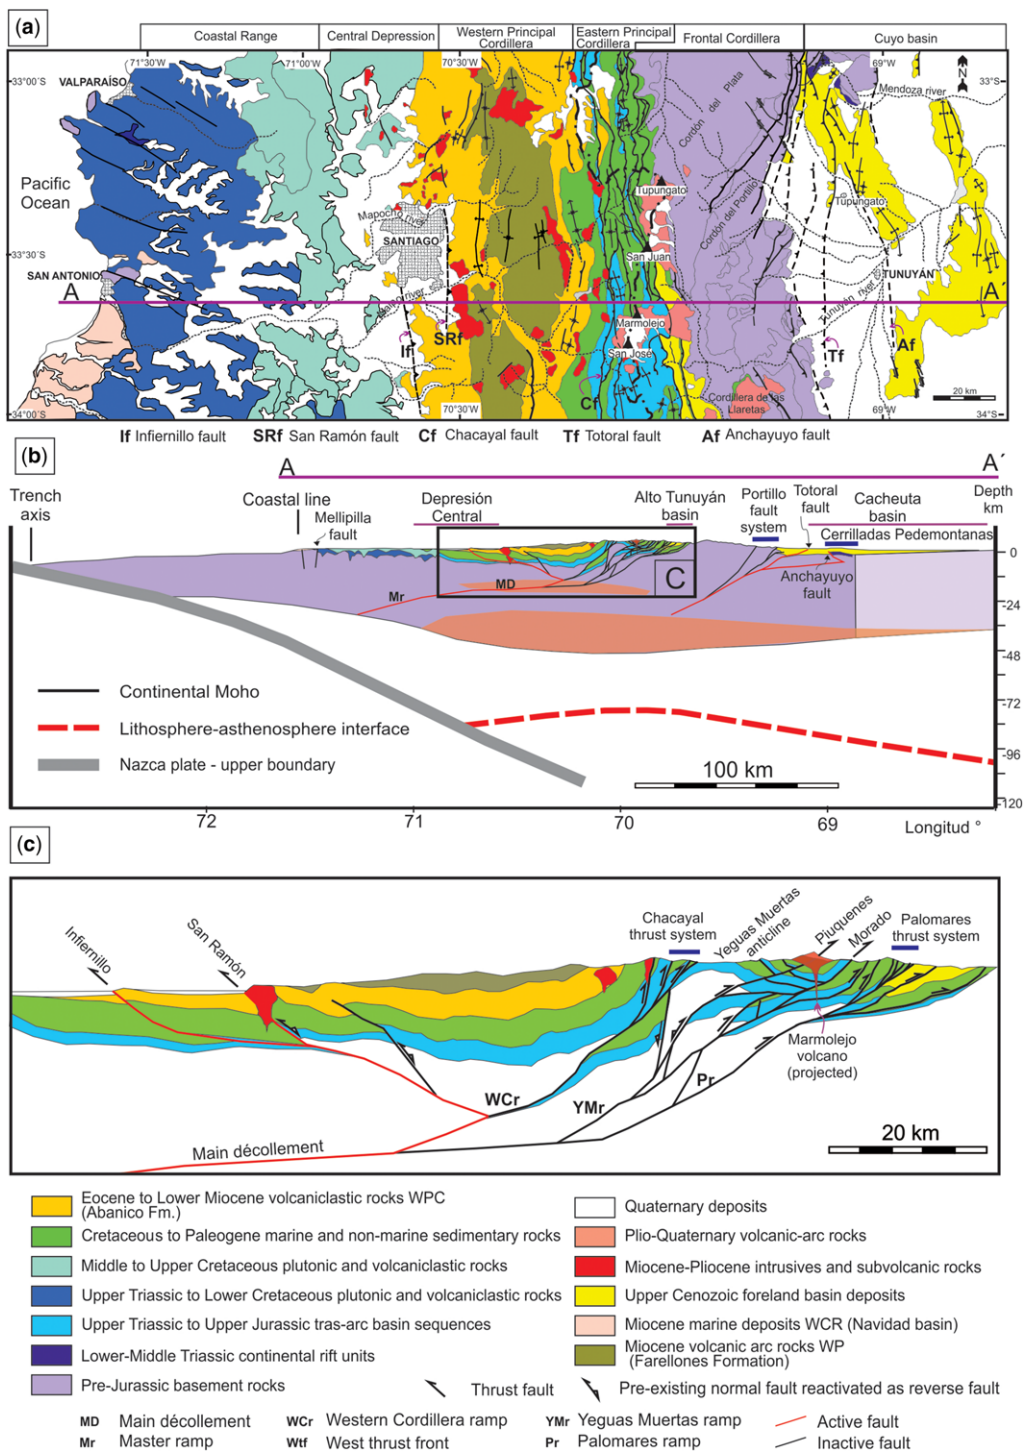 (a)
Coastal Range
Central Depression
Western Principal Cordillera
Eastern Principal Cordillera
Frontal Cordillera
Cuyo basin
71°30'W
71°00'W
70°30'W
69°W
33°00'S
33°S
N
VALPARAÍSO
Mendoza river
Cordón del Plata
Pacific Ocean
Tupungato
Cordón del Portillo
Tupungato
Mapocho river
SANTIAGO
33°30'S
San Juan
SAN ANTONIO
TUNUYÁN
A
A´
Maipo river
Tunuyán river
SRf
Marmolejo
If
San José
Tf
Af
Cf
Cordillera de las Llaretas
20 km
34°00'S
70°30'W
69°W
34°S
If Infiernillo fault
SRf San Ramón fault
Cf Chacayal fault
Tf Totoral fault
Af Anchayuyo fault
(b)
A
A´
Trench axis
Coastal line
Mellipilla fault
Depresión Central
Alto Tunuyán basin
Portillo fault system
Totoral fault
Cacheuta basin
Depth km
Cerrilladas Pedemontanas
0
MD
C
Anchayuyo fault
Mr
-24
-48
Continental Moho
-72
Lithosphere-asthenosphere interface
-96
Nazca plate - upper boundary
100 km
-120
72
71
70
69
Longitud °
(c)
Infiernillo
San Ramón
Chacayal thrust system
Yeguas Muertas anticline
Piuquenes
Morado
Palomares thrust system
Marmolejo volcano (projected)
WCr
YMr
Pr
Main décollement
20 km
Eocene to Lower Miocene volcaniclastic rocks WPC
(Abanico Fm.)
Cretaceous to Paleogene marine and non-marine sedimentary rocks
Middle to Upper Cretaceous plutonic and volcaniclastic rocks
Upper Triassic to Lower Cretaceous plutonic and volcaniclastic rocks
Upper Triassic to Upper Jurassic tras-arc basin sequences
Lower-Middle Triassic continental rift units
Pre-Jurassic basement rocks
Quaternary deposits
Plio-Quaternary volcanic-arc rocks
Miocene-Pliocene intrusives and subvolcanic rocks
Upper Cenozoic foreland basin deposits
Miocene marine deposits WCR (Navidad basin)
Miocene volcanic arc rocks WP
(Farellones Formation)
Thrust fault
Pre-existing normal fault reactivated as reverse fault
MD Main décollement
WCr Western Cordillera ramp
YMr Yeguas Muertas ramp
Active fault
Mr Master ramp
Wtf West thrust front
Pr Palomares ramp
Inactive fault